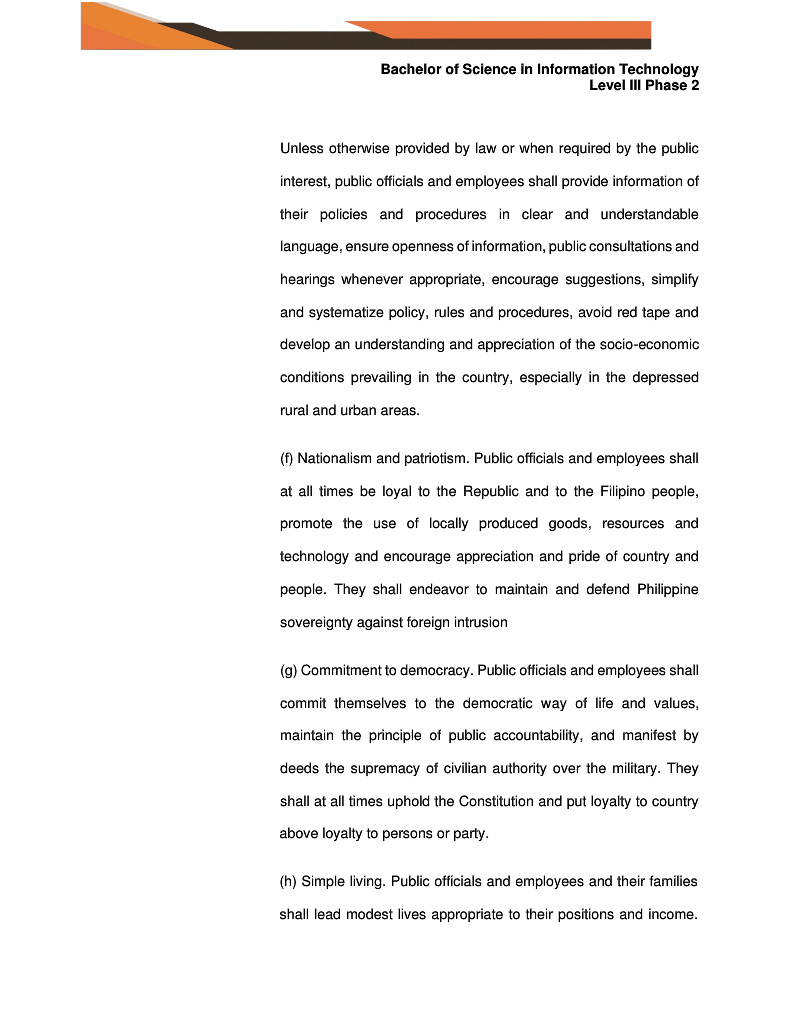 Bachelor of Science in Information Technology
Level III Phase 2
Unless otherwise provided by law or when required by the public
interest, public officials and employees shall provide information of
their policies and procedures in clear and understandable
language, ensure openness of information, public consultations and
hearings whenever appropriate, encourage suggestions, simplify
and systematize policy, rules and procedures, avoid red tape and
develop an understanding and appreciation of the socio-economic
conditions prevailing in the country, especially in the depressed
rural and urban areas.
(f) Nationalism and patriotism. Public officials and employees shall
at all times be loyal to the Republic and to the Filipino people,
promote the use of locally produced goods, resources and
technology and encourage appreciation and pride of country and
people. They shall endeavor to maintain and defend Philippine
sovereignty against foreign intrusion
(g) Commitment to democracy. Public officials and employees shall
commit themselves to the democratic way of life and values,
maintain the principle of public accountability, and manifest by
deeds the supremacy of civilian authority over the military. They
shall at all times uphold the Constitution and put loyalty to country
above loyalty to persons or party.
(h) Simple living. Public officials and employees and their families
shall lead modest lives appropriate to their positions and income.